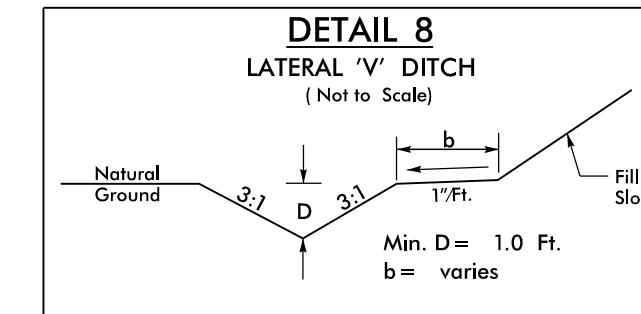 DETAIL 8
LATERAL 'V' DITCH
( Not to Scale)
b
Natural
Ground
3:1
D
3:1
1"/Ft.
Fill
Slo
Min. D = 1.0 Ft.
b = varies